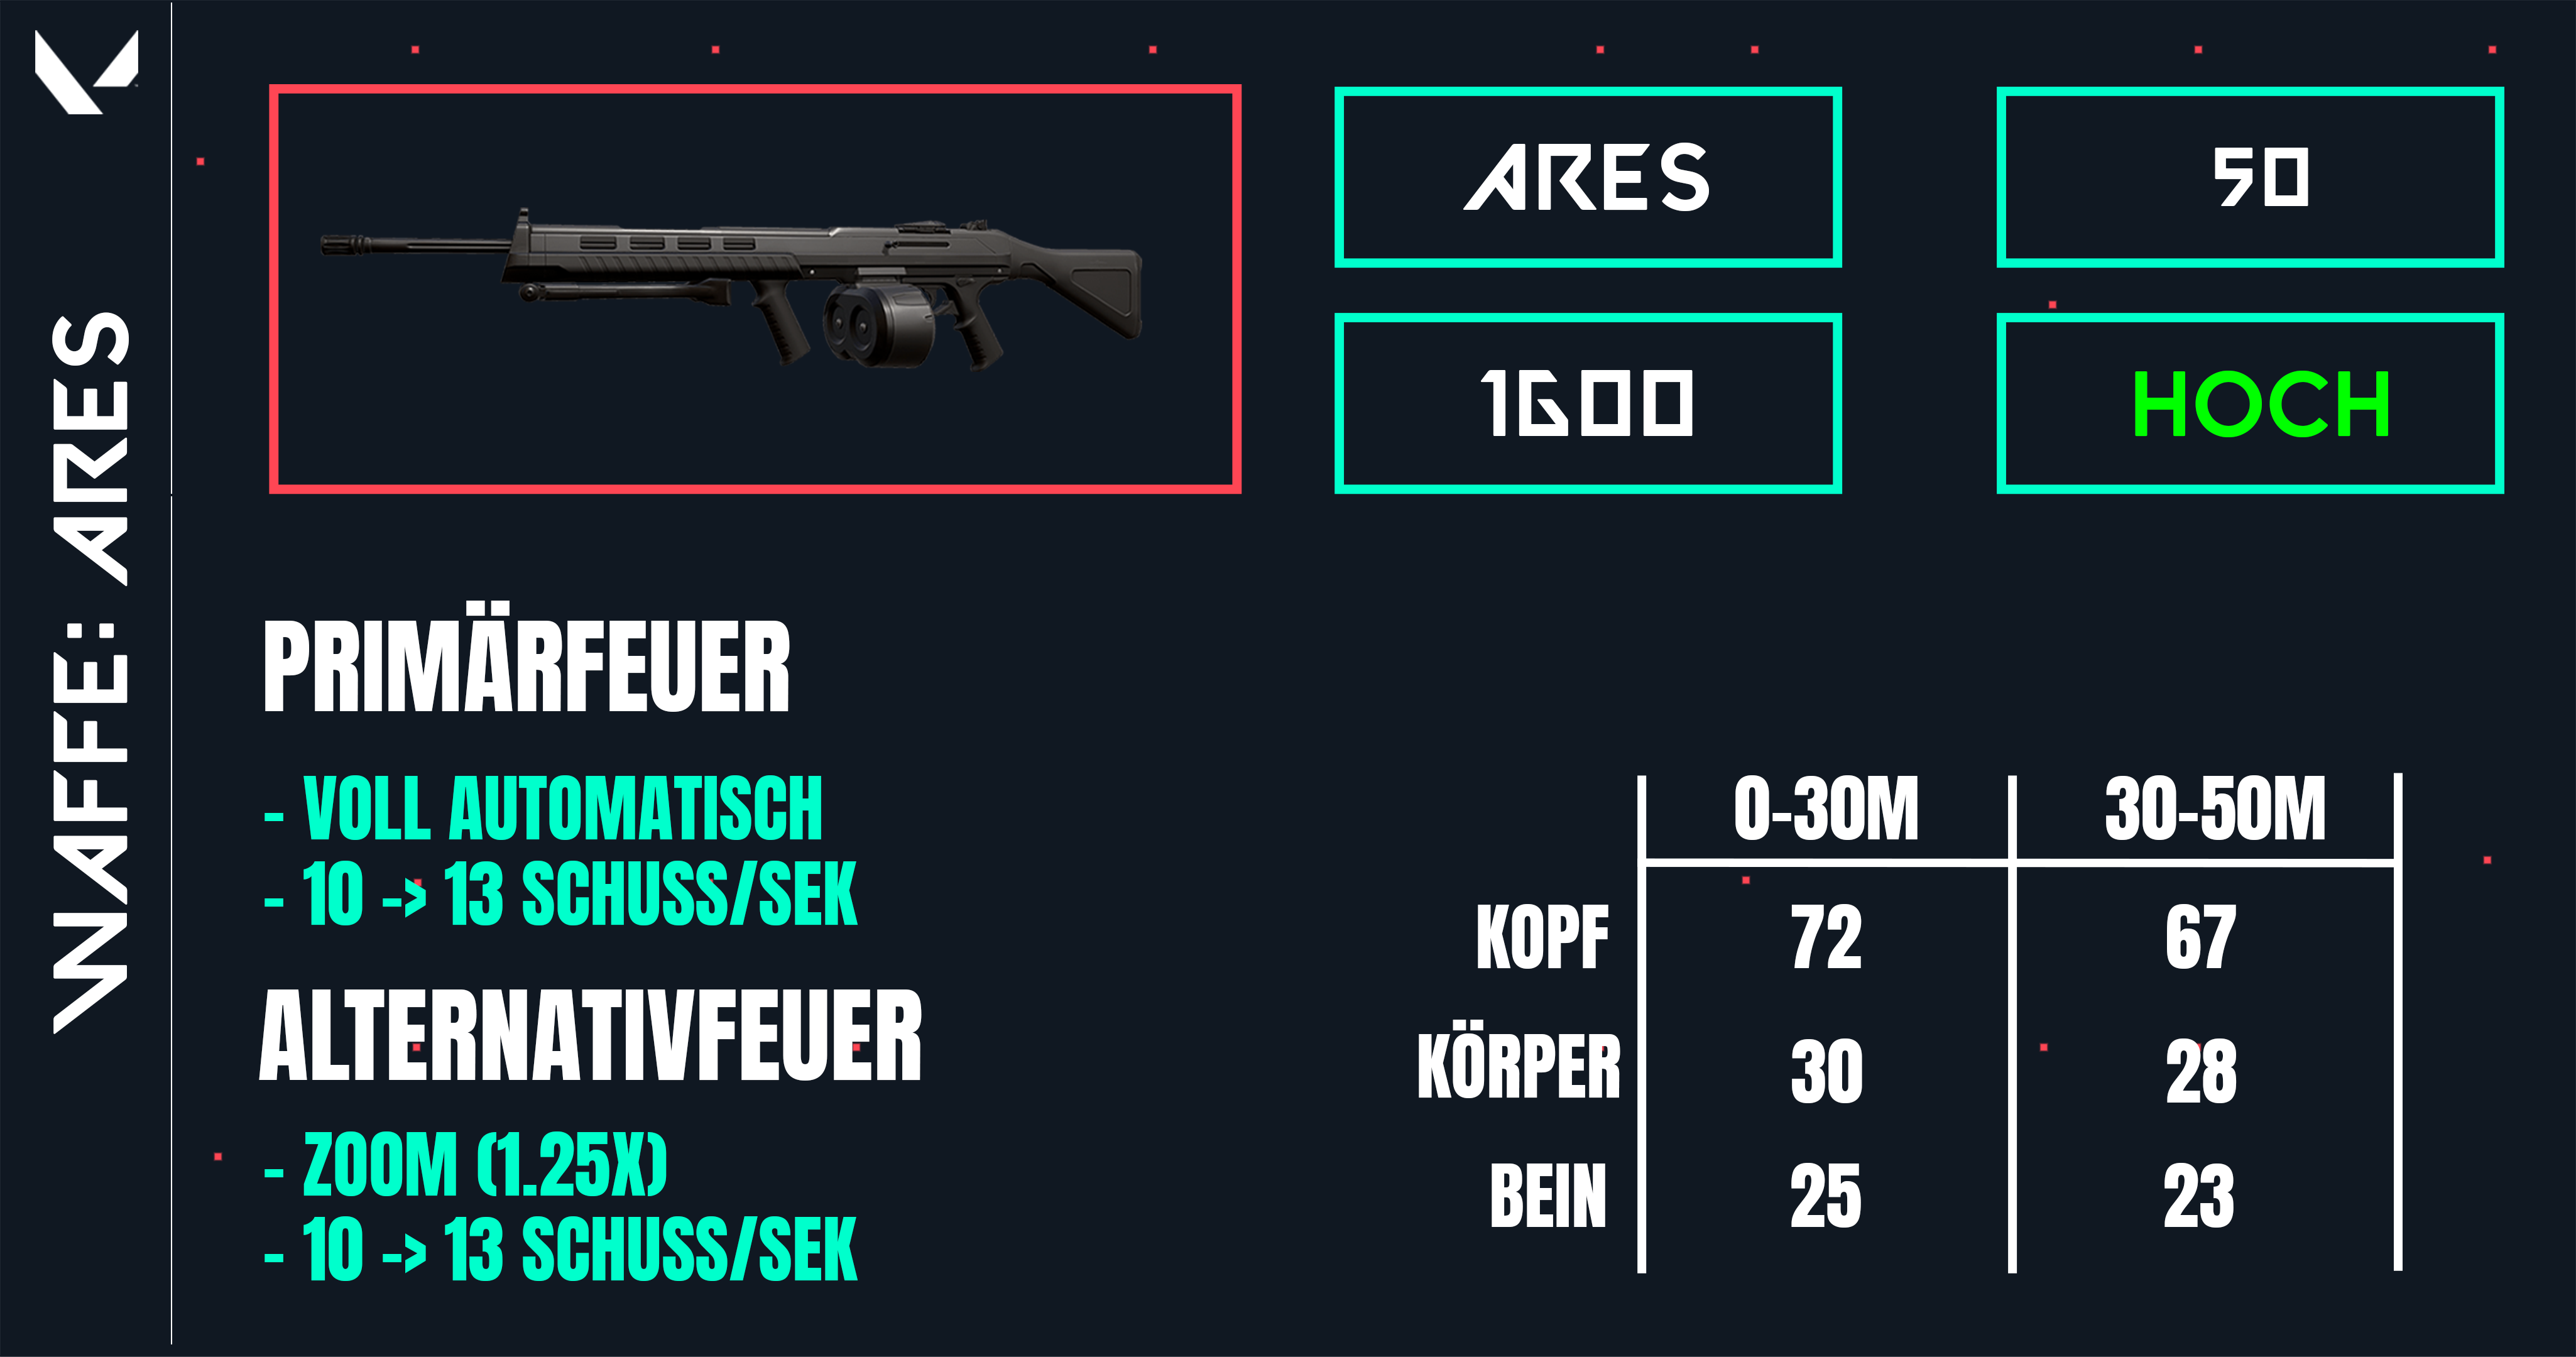 WAFFE: ARES
ARES
50
1600
HOCH
PRIMÄRFEUER
- VOLL AUTOMATISCH
- 10 -> 13 SCHUSS/SEK
ALTERNATIVFEUER
- ZOOM (1.25X)
- 10 -> 13 SCHUSS/SEK
0-30M 30-50M
KOPF 72 67
KÖRPER 30 28
BEIN 25 23